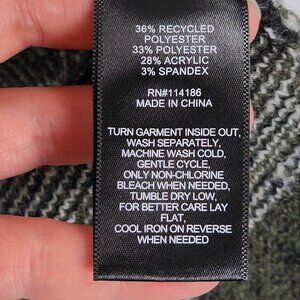 36% RECYCLED
POLYESTER
33% POLYESTER
28% ACRYLIC
3% SPANDEX
RN#114186
MADE IN CHINA
TURN GARMENT INSIDE OUT,
WASH SEPARATELY,
MACHINE WASH COLD,
GENTLE CYCLE,
ONLY NON-CHLORINE
BLEACH WHEN NEEDED,
TUMBLE DRY LOW,
FOR BETTER CARE LAY
FLAT,
COOL IRON ON REVERSE
WHEN NEEDED